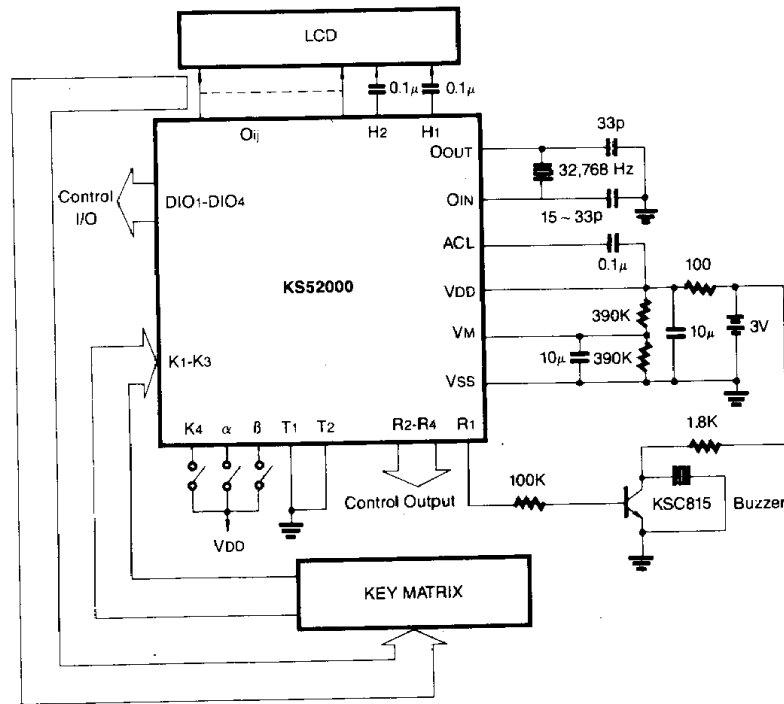 LCD
0.1μ
0.1μ
Oij
H2
H1
OOUT
33p
32,768 Hz
OIN
15 ~ 33p
Control
I/O
DIO1-DIO4
ACL
0.1μ
KS52000
VDD
100
390K
10μ
3V
VM
10μ
390K
K1-K3
VSS
K4
α
β
T1
T2
R2-R4
R1
1.8K
VDD
Control Output
100K
KSC815
Buzzer
KEY MATRIX